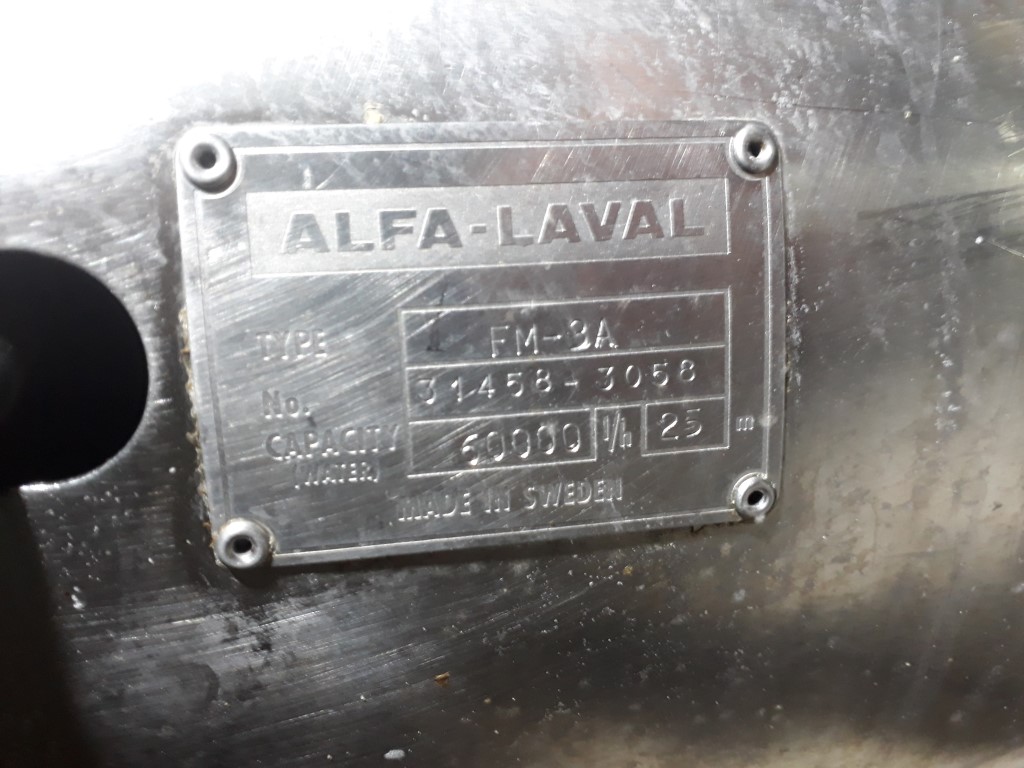 ALFA-LAVAL
TYPE FM-3A
No. 31458-3058
CAPACITY (WATER) 60000 l/h 25 m
MADE IN SWEDEN